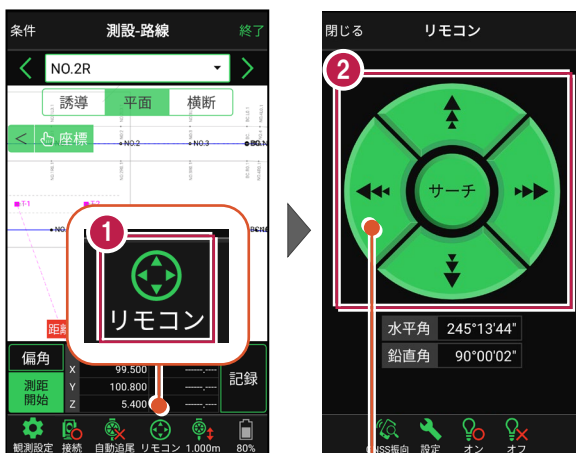 条件 測設-路線 終了
NO.2R
誘導 平面 横断
< 座標
NO.2 NO.3
T-1 T-2
1
リモコン
偏角
測距
開始
X 99.500 ------.----
Y 100.800 ------.----
Z 5.400 ------.----
記録
観測設定 接続 自動追尾 リモコン 1.000m 80%
閉じる リモコン
2
サーチ
水平角 245°13'44"
鉛直角 90°00'02"
設定 オン オフ